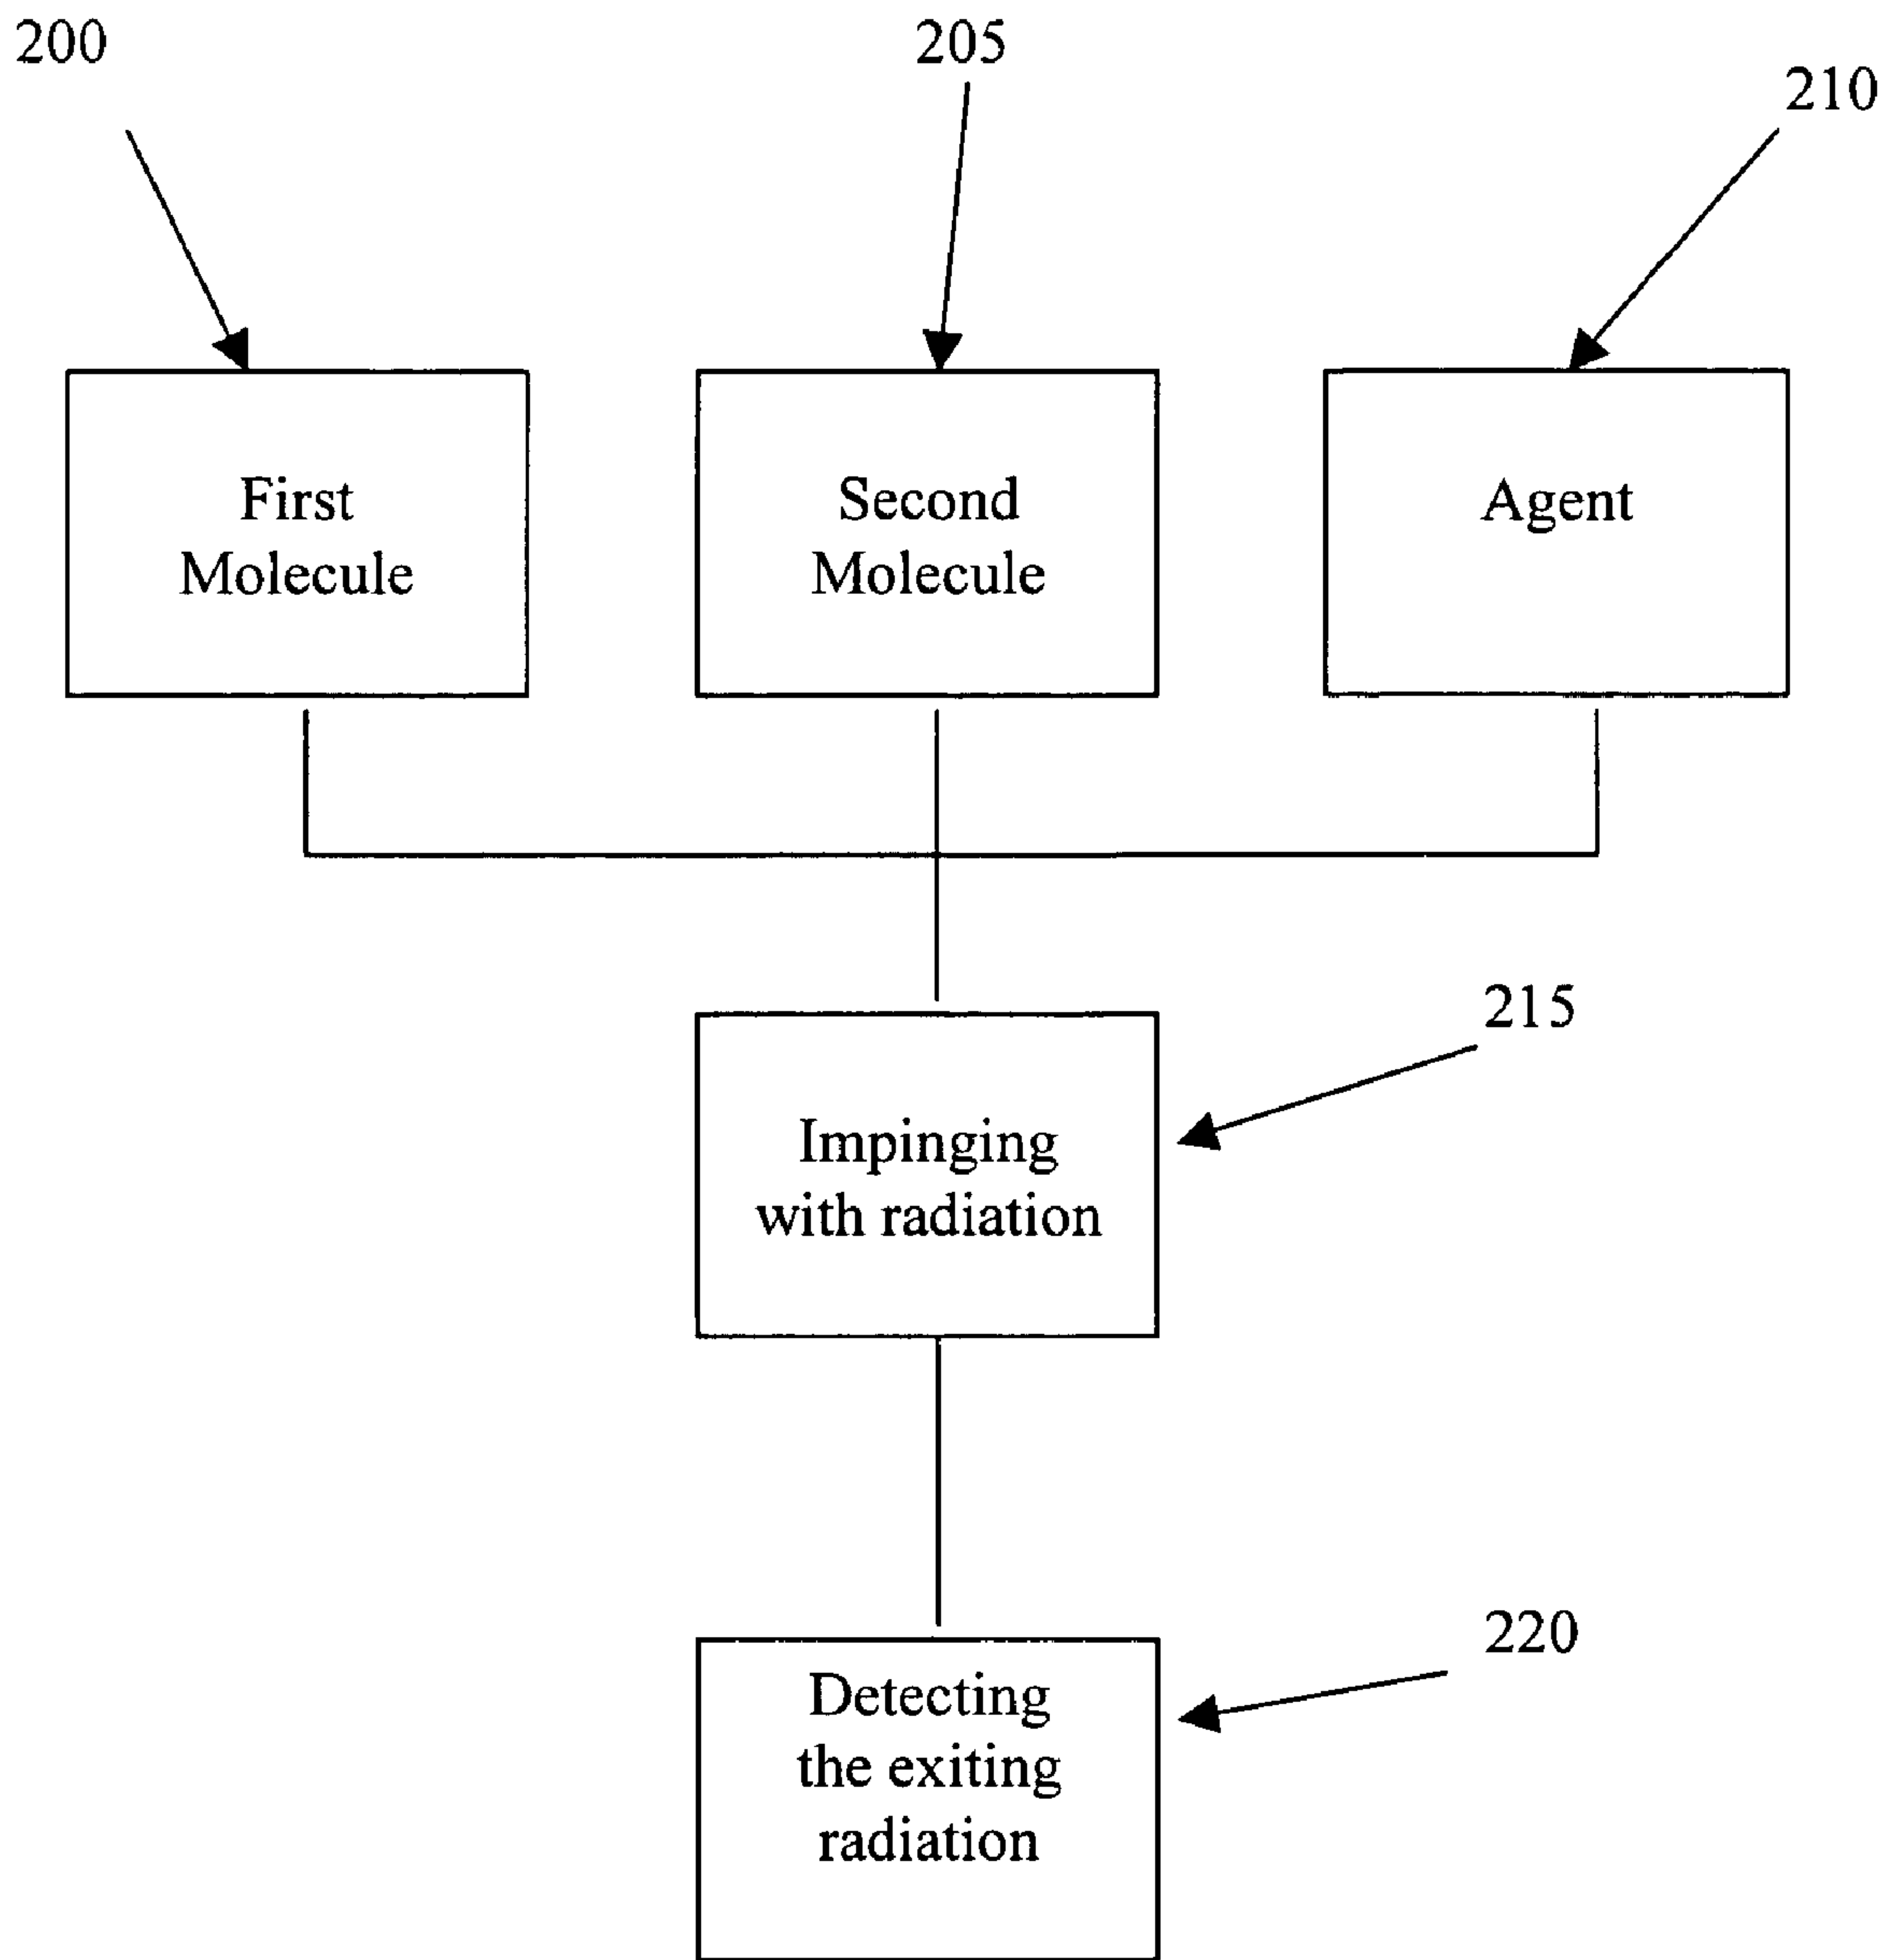 200
205
210
First
Molecule
Second
Molecule
Agent
215
Impinging
with radiation
220
Detecting
the exiting
radiation